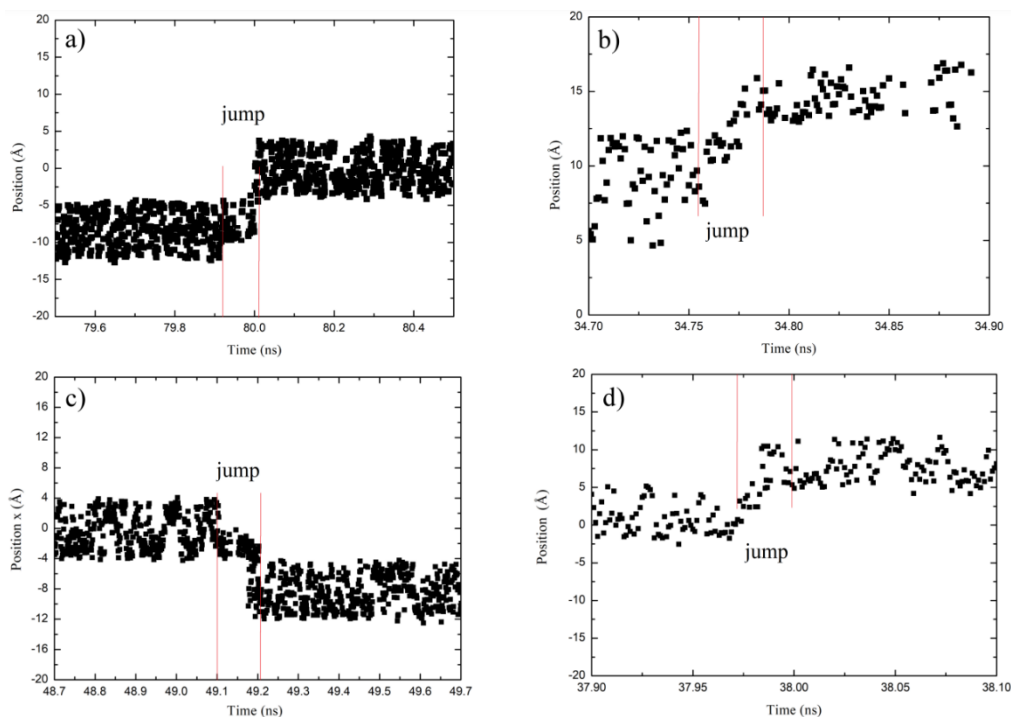 a)
20
15
10
5
0
-5
-10
-15
-20
Position (Å)
jump
79.6 79.8 80.0 80.2 80.4
Time (ns)
b)
20
15
10
5
0
Position (Å)
jump
34.70 34.75 34.80 34.85 34.90
Time (ns)
c)
20
16
12
8
4
0
-4
-8
-12
-16
-20
Position x (Å)
jump
48.7 48.8 48.9 49.0 49.1 49.2 49.3 49.4 49.5 49.6 49.7
Time (ns)
d)
20
15
10
5
0
-5
-10
-15
-20
Position (Å)
jump
37.90 37.95 38.00 38.05 38.10
Time (ns)